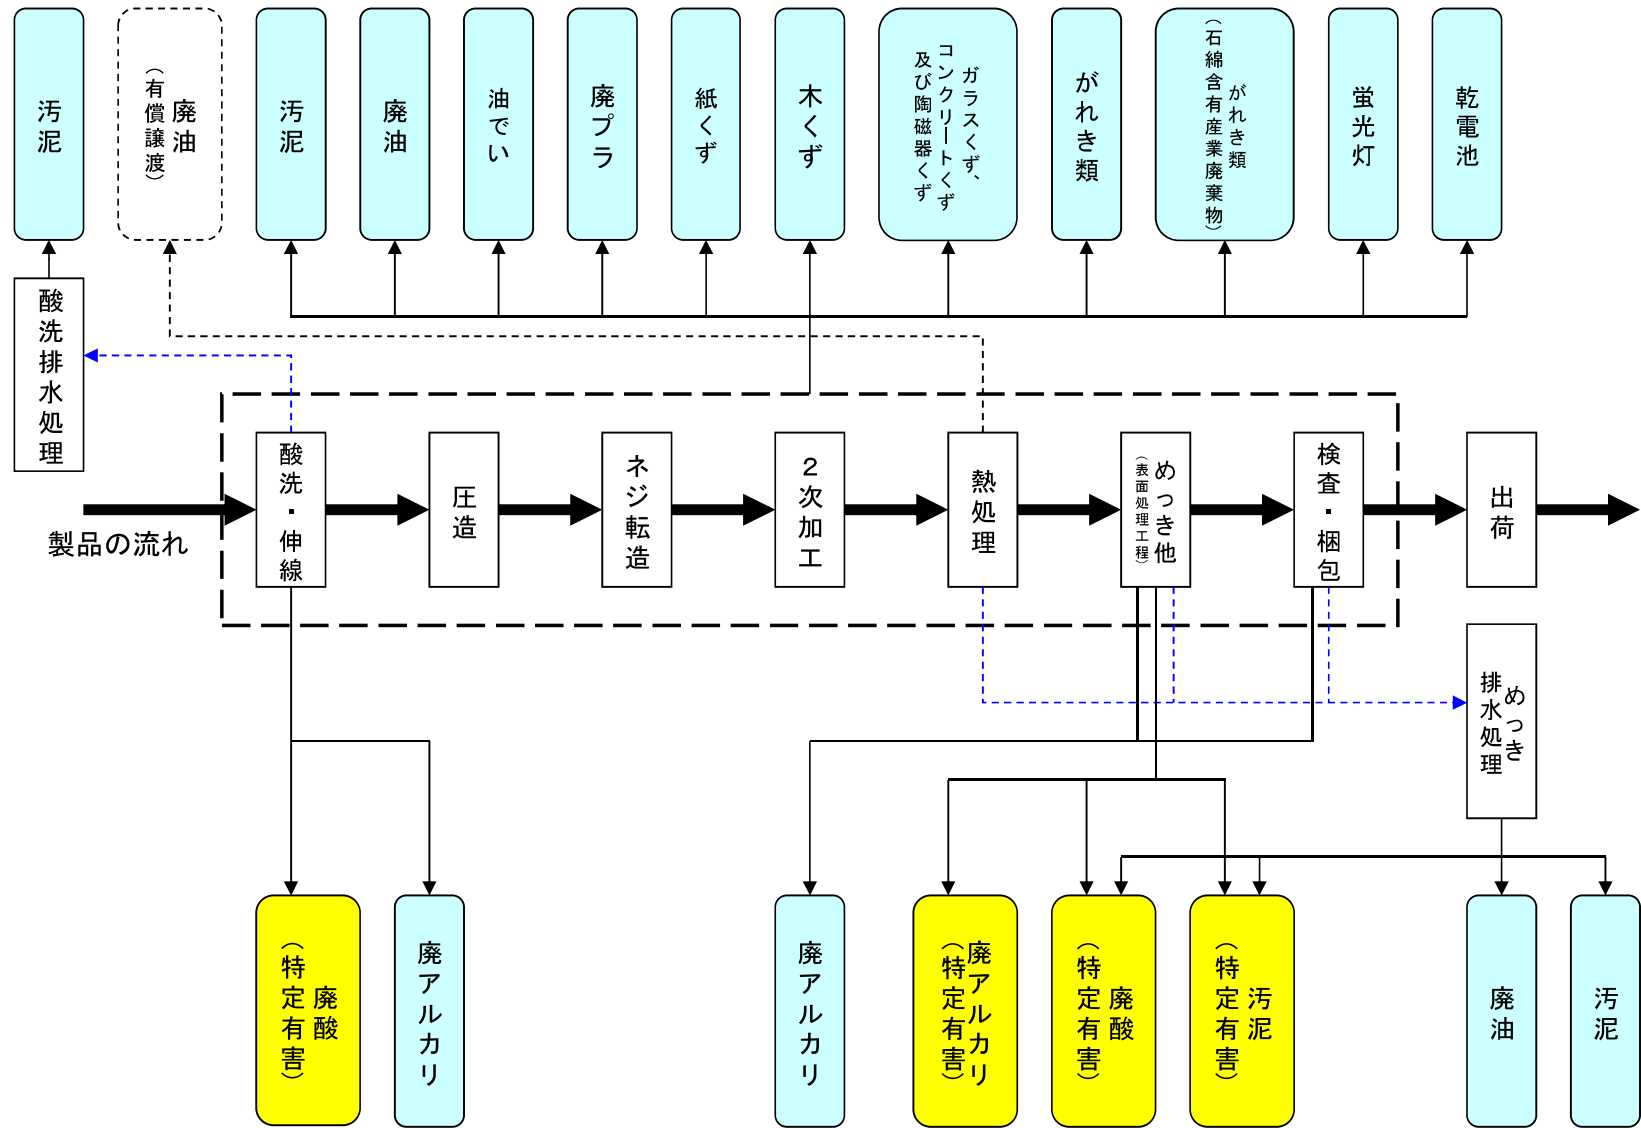 汚泥
廃油
（有償譲渡）
汚泥
廃油
油でい
廃プラ
紙くず
木くず
ガラスくず、
コンクリートくず
及び陶磁器くず
がれき類
がれき類
（石綿含有産業廃棄物）
蛍光灯
乾電池
酸洗排水処理
製品の流れ
酸洗・伸線
圧造
ネジ転造
２次加工
熱処理
めっき他
（表面処理工程）
検査・梱包
出荷
めっき
排水処理
廃酸
（特定有害）
廃アルカリ
廃アルカリ
廃アルカリ
（特定有害）
廃酸
（特定有害）
汚泥
（特定有害）
廃油
汚泥